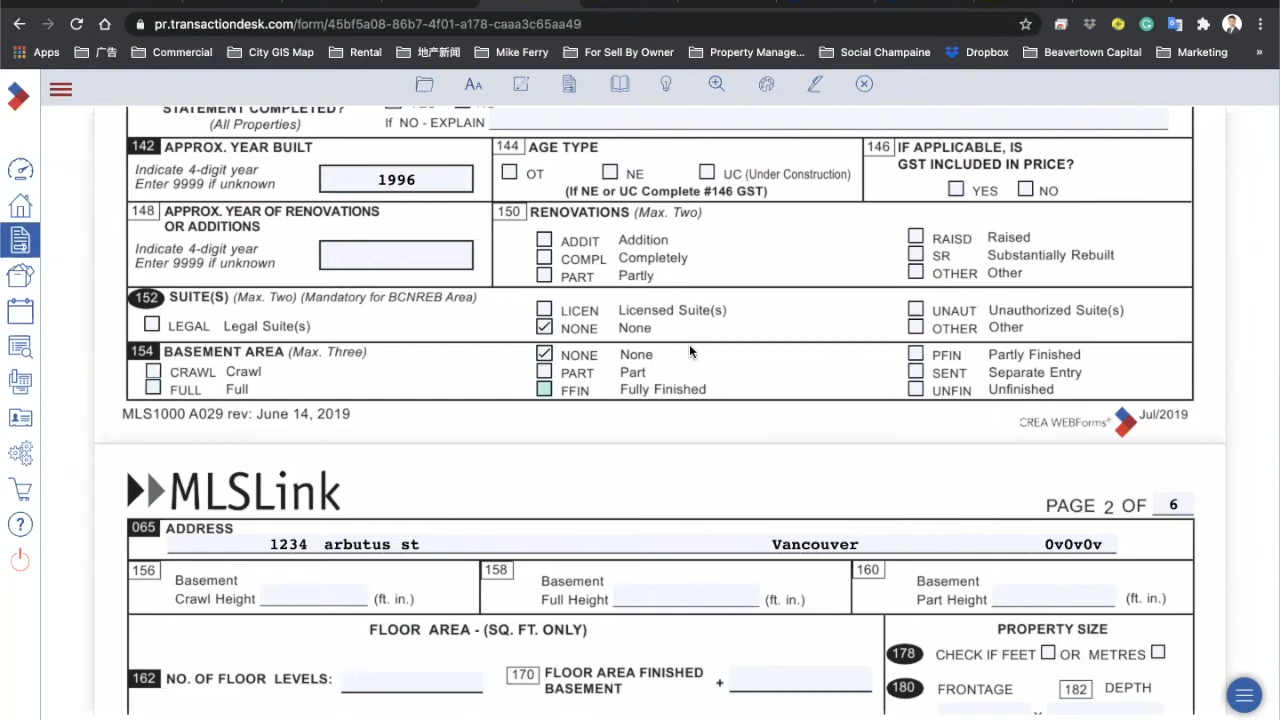 pr.transactiondesk.com/form/45bf5a08-86b7-4f01-a178-caaa3c65aa49
Apps 广告 Commercial City GIS Map Rental 地产新闻 Mike Ferry For Sell By Owner Property Manage... Social Champaine Dropbox Beavertown Capital Marketing »
STATEMENT COMPLETED?
(All Properties) If NO - EXPLAIN
142 APPROX. YEAR BUILT 144 AGE TYPE 146 IF APPLICABLE, IS
GST INCLUDED IN PRICE?
Indicate 4-digit year
Enter 9999 if unknown 1996 OT NE UC (Under Construction)
(If NE or UC Complete #146 GST) YES NO
148 APPROX. YEAR OF RENOVATIONS
OR ADDITIONS
150 RENOVATIONS (Max. Two)
Indicate 4-digit year
Enter 9999 if unknown
ADDIT Addition RAISD Raised
COMPL Completely SR Substantially Rebuilt
PART Partly OTHER Other
152 SUITE(S) (Max. Two) (Mandatory for BCNREB Area)
LICEN Licensed Suite(s) UNAUT Unauthorized Suite(s)
LEGAL Legal Suite(s) NONE None OTHER Other
154 BASEMENT AREA (Max. Three) NONE None PFIN Partly Finished
CRAWL Crawl PART Part SENT Separate Entry
FULL Full FFIN Fully Finished UNFIN Unfinished
MLS1000 A029 rev: June 14, 2019 CREA WEBForms® Jul/2019
MLSLink PAGE 2 OF 6
065 ADDRESS
1234 arbutus st Vancouver 0v0v0v
156 158 160
Basement Crawl Height (ft. in.)
Basement Full Height (ft. in.)
Basement Part Height (ft. in.)
FLOOR AREA - (SQ. FT. ONLY) PROPERTY SIZE
178 CHECK IF FEET OR METRES
162 NO. OF FLOOR LEVELS: 170 FLOOR AREA FINISHED
BASEMENT +
180 FRONTAGE 182 DEPTH
x